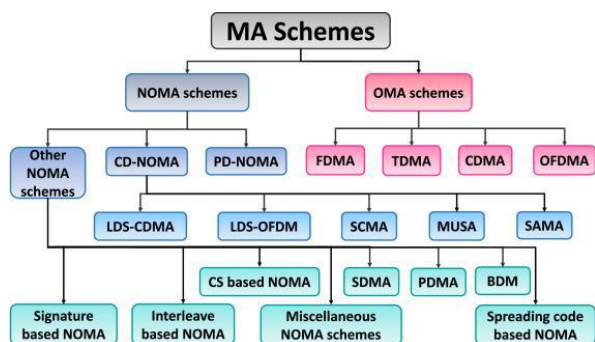 MA Schemes
NOMA schemes
OMA schemes
Other
NOMA
schemes
CD-NOMA
PD-NOMA
FDMA
TDMA
CDMA
OFDMA
LDS-CDMA
LDS-OFDM
SCMA
MUSA
SAMA
CS based NOMA
SDMA
PDMA
BDM
Signature
based NOMA
Interleave
based NOMA
Miscellaneous
NOMA schemes
Spreading code
based NOMA